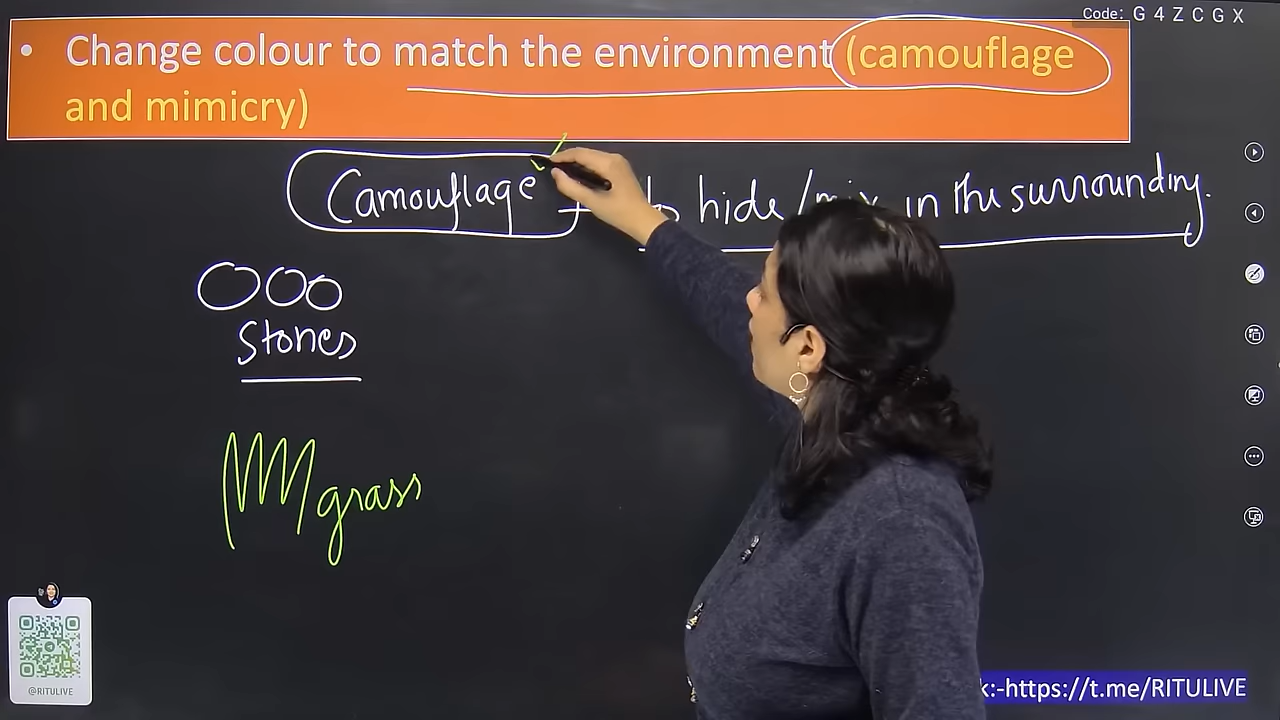 Code: G 4 Z C G X
• Change colour to match the environment (camouflage
and mimicry)
Camouflage hide / mix in the surrounding.
Stones
grass
@RITULIVE
k:-https://t.me/RITULIVE